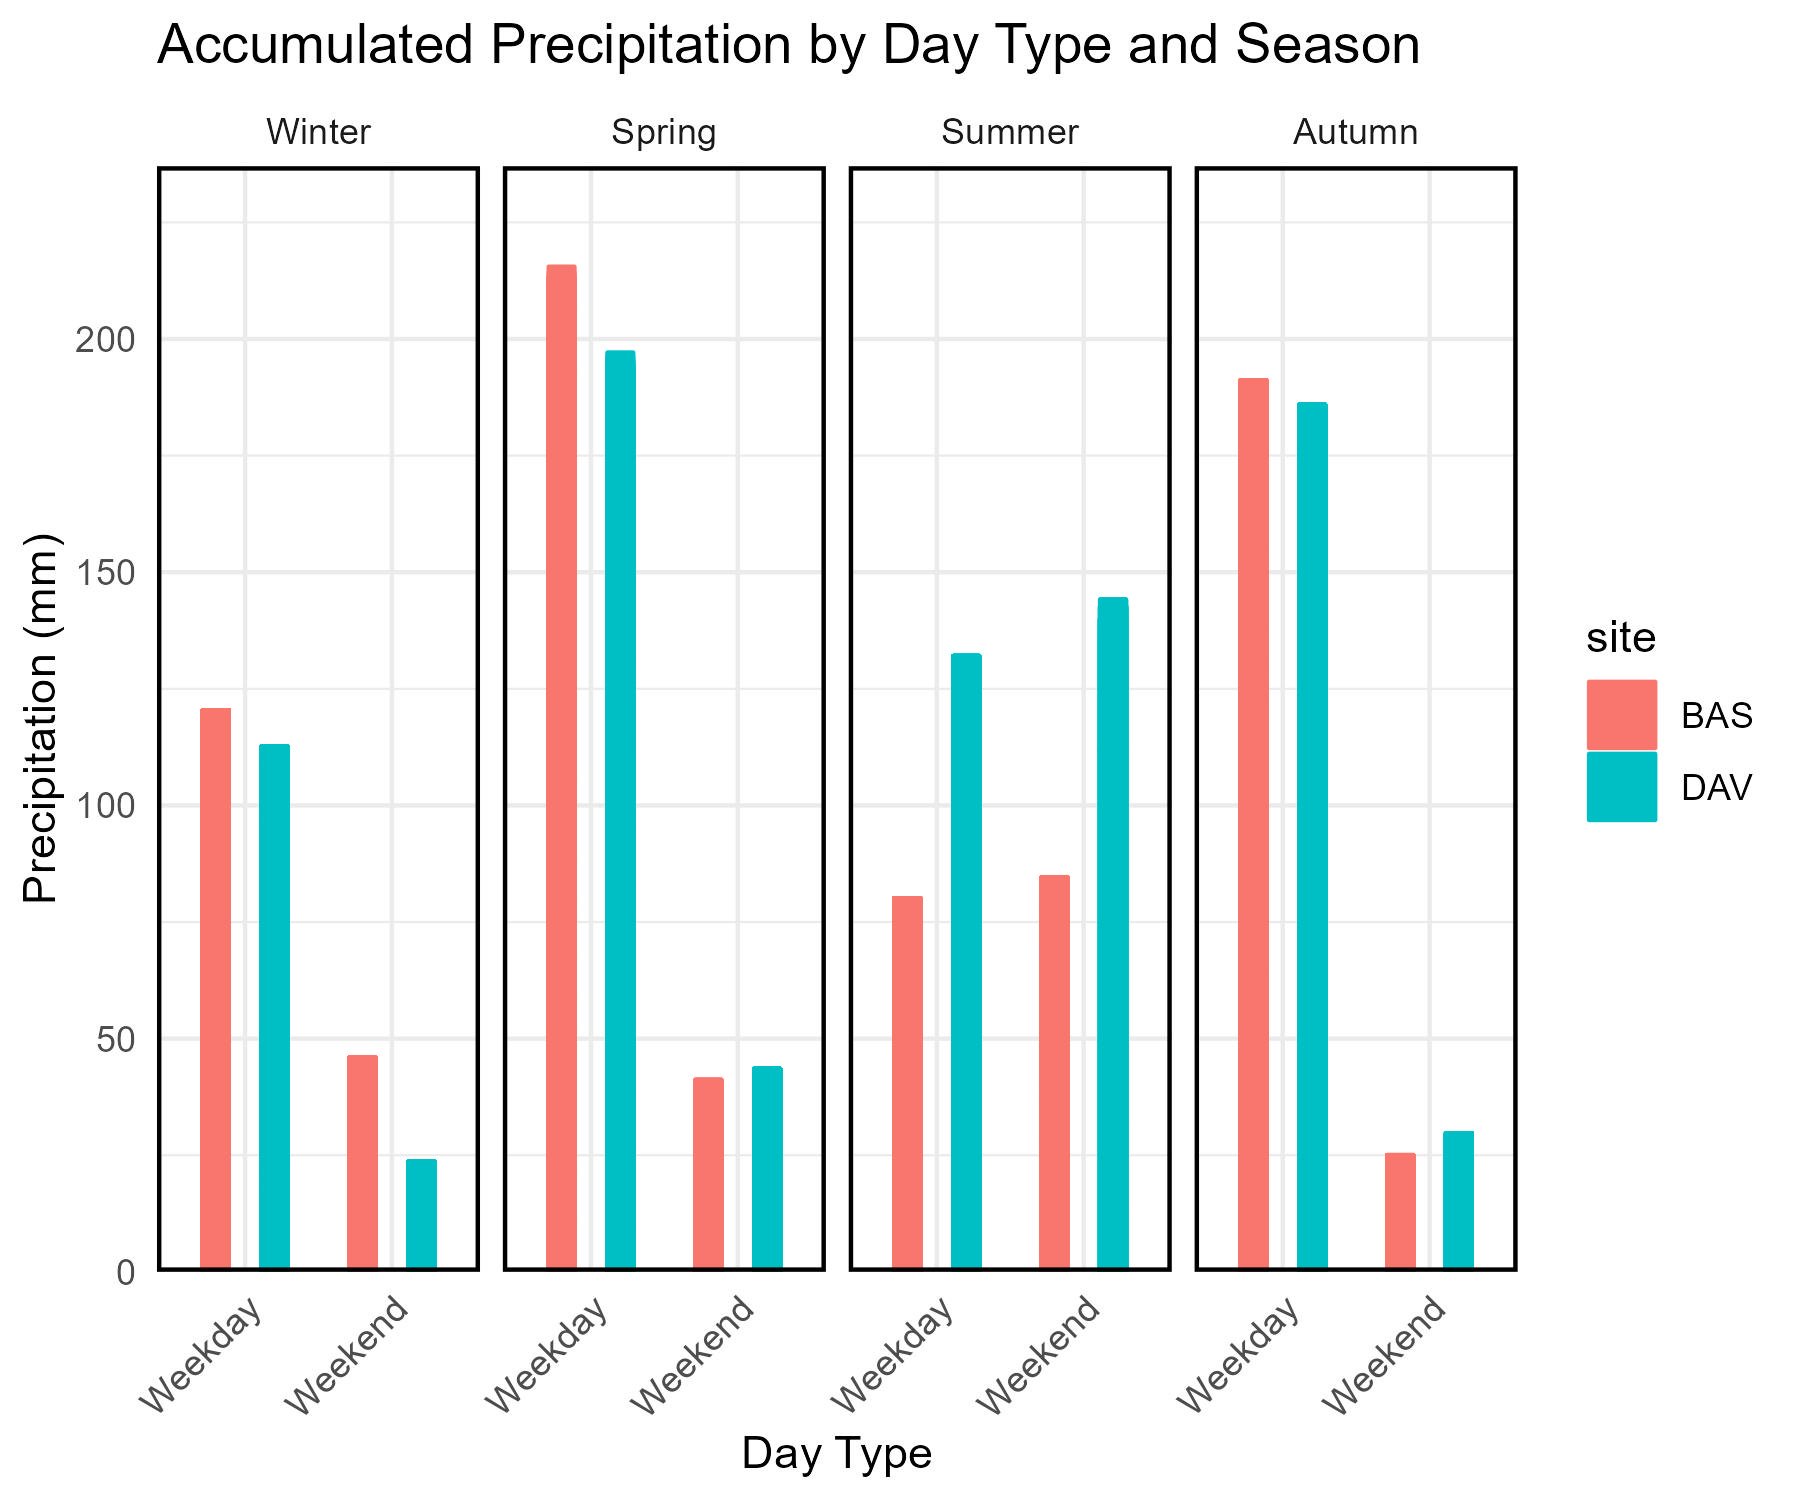 Accumulated Precipitation by Day Type and Season
Winter Spring Summer Autumn
Precipitation (mm)
200
150
100
50
0
Weekday Weekend Weekday Weekend Weekday Weekend Weekday Weekend
Day Type
site
BAS
DAV